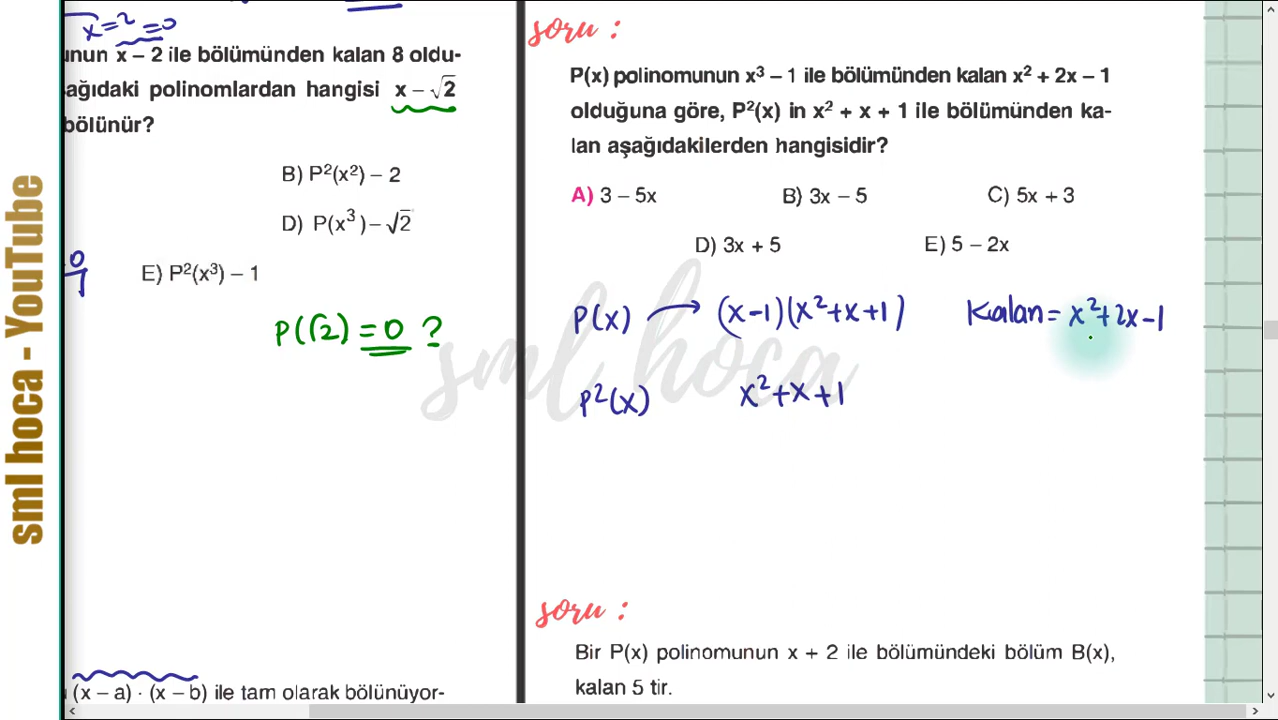 sml hoca - YouTube
x=2 =0
unun x – 2 ile bölümünden kalan 8 oldu-
ağıdaki polinomlardan hangisi x – √2
bölünür?
B) P²(x²) – 2
D) P(x³) – √2
E) P²(x³) – 1
P(√2) = 0 ?
(x – a) · (x – b) ile tam olarak bölünüyor-
soru :
P(x) polinomunun x³ – 1 ile bölümünden kalan x² + 2x – 1
olduğuna göre, P²(x) in x² + x + 1 ile bölümünden ka-
lan aşağıdakilerden hangisidir?
A) 3 – 5x B) 3x – 5 C) 5x + 3
D) 3x + 5 E) 5 – 2x
P(x) → (x-1)(x²+x+1) Kalan= x²+2x-1
P²(x) x²+x+1
sml hoca
soru :
Bir P(x) polinomunun x + 2 ile bölümündeki bölüm B(x),
kalan 5 tir.